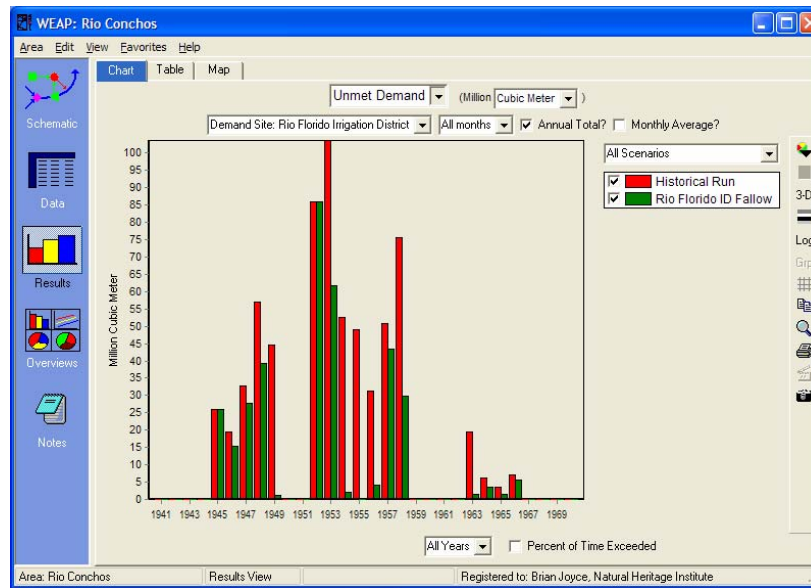 WEAP: Rio Conchos
Area Edit View Favorites Help
Chart Table Map
Unmet Demand (Million Cubic Meter )
Demand Site: Rio Florido Irrigation District All months Annual Total? Monthly Average?
All Scenarios
Historical Run
Rio Florido ID Fallow
Schematic
Data
Results
Overviews
Notes
3-D
Log
Million Cubic Meter
100
95
90
85
80
75
70
65
60
55
50
45
40
35
30
25
20
15
10
5
0
1941 1943 1945 1947 1949 1951 1953 1955 1957 1959 1961 1963 1965 1967 1969
All Years Percent of Time Exceeded
Area: Rio Conchos Results View Registered to: Brian Joyce, Natural Heritage Institute